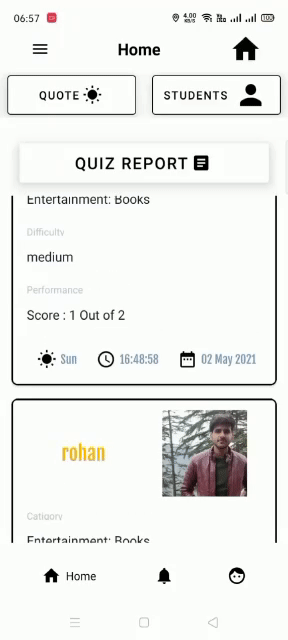 06:57
4.00
KB/S
100
Home
QUOTE
STUDENTS
QUIZ REPORT
Entertainment: Books
Difficulty
medium
Performance
Score : 1 Out of 2
Sun 16:48:58 02 May 2021
rohan
Catigory
Entertainment: Books
Home